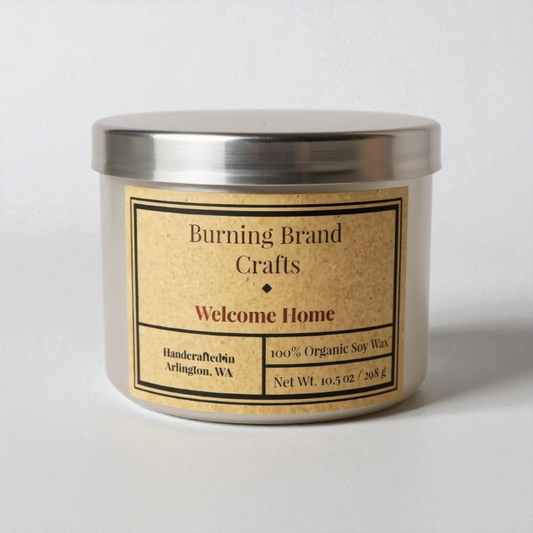 Burning Brand
Crafts
Welcome Home
Handcrafted in
Arlington, WA
100% Organic Soy Wax
Net Wt. 10.5 oz / 298 g